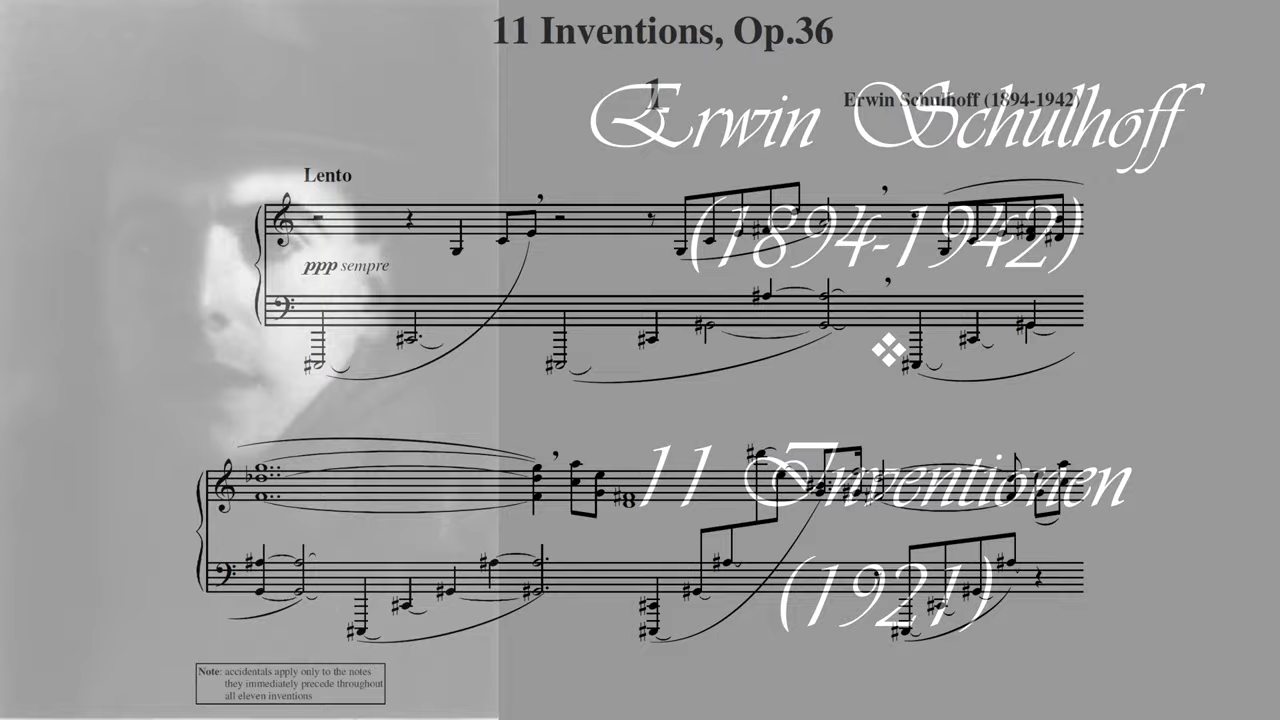 11 Inventions, Op.36
1
Erwin Schulhoff (1894-1942)
Erwin Schulhoff
(1894-1942)
Lento
ppp sempre
11 Inventionen
(1921)
Note: accidentals apply only to the notes
they immediately precede throughout
all eleven inventions